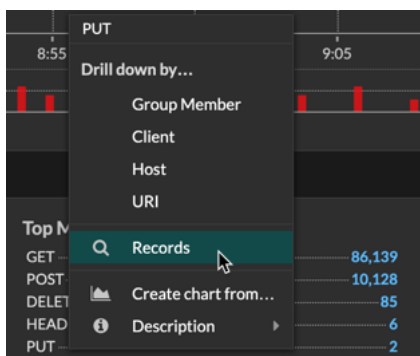 PUT
8:55
9:05
Drill down by...
Group Member
Client
Host
URI
Records
Create chart from...
Description
Top M
GET 86,139
POST 10,128
DELET 85
HEAD 6
PUT 2